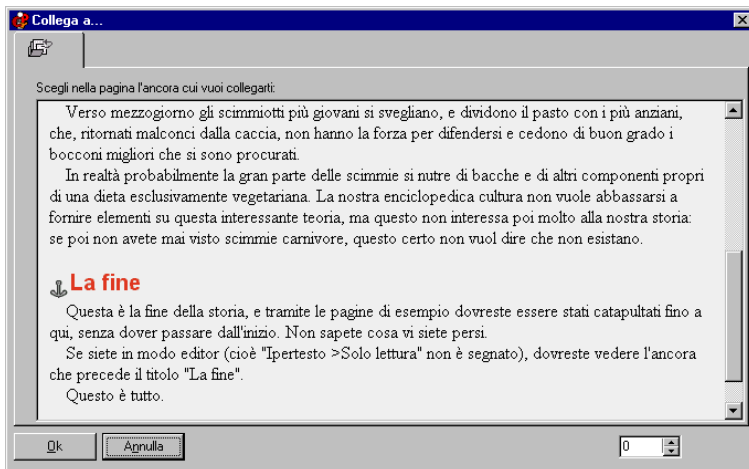 Collega a...
Scegli nella pagina l'ancora cui vuoi collegarti:
Verso mezzogiorno gli scimmiotti più giovani si svegliano, e dividono il pasto con i più anziani,
che, ritornati malconci dalla caccia, non hanno la forza per difendersi e cedono di buon grado i
bocconi migliori che si sono procurati.
In realtà probabilmente la gran parte delle scimmie si nutre di bacche e di altri componenti propri
di una dieta esclusivamente vegetariana. La nostra enciclopedica cultura non vuole abbassarsi a
fornire elementi su questa interessante teoria, ma questo non interessa poi molto alla nostra storia:
se poi non avete mai visto scimmie carnivore, questo certo non vuol dire che non esistano.
La fine
Questa è la fine della storia, e tramite le pagine di esempio dovreste essere stati catapultati fino a
qui, senza dover passare dall'inizio. Non sapete cosa vi siete persi.
Se siete in modo editor (cioè "Ipertesto >Solo lettura" non è segnato), dovreste vedere l'ancora
che precede il titolo "La fine".
Questo è tutto.
Ok Annulla 0